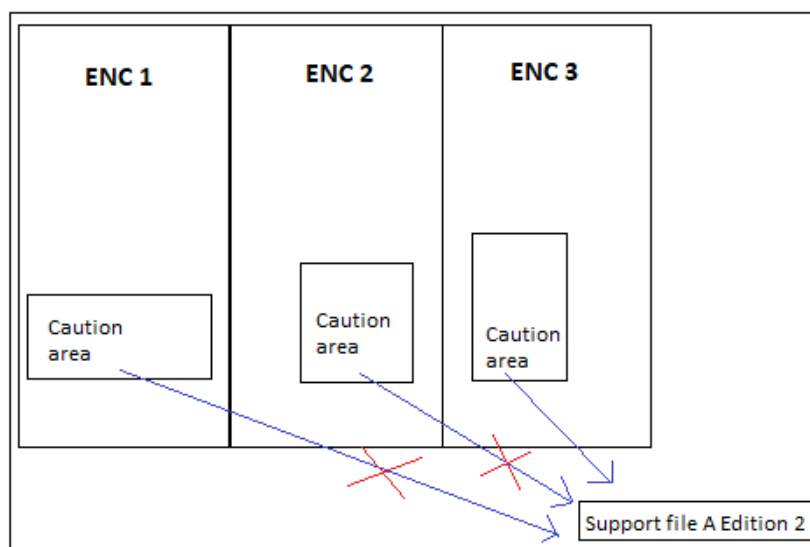 ENC 1
ENC 2
ENC 3
Caution
area
Caution
area
Caution
area
Support file A Edition 2